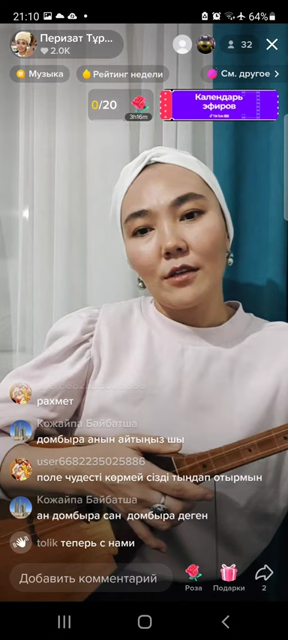 21:10
64%
Перизат Тұр...
2.0K
32
Музыка
Рейтинг недели
См. другое
0/20
3h16m
Календарь
эфиров
рахмет
Кожайпа Байбатша
домбыра анын айтыңыз шы
user6682235025886
поле чудесті көрмей сізді тыңдап отырмын
Кожайпа Байбатша
ан домбыра сан домбыра деген
tolik теперь с нами
Добавить комментарий
Роза
Подарки
2